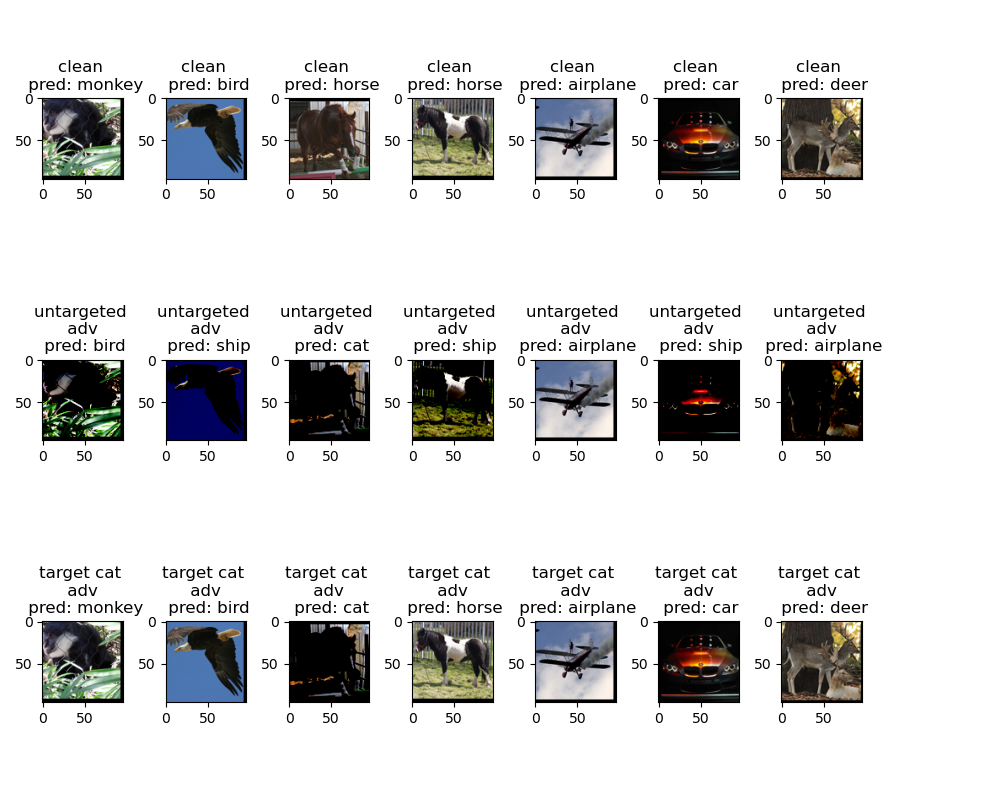 clean clean clean clean clean clean clean
pred: monkey pred: bird pred: horse pred: horse pred: airplane pred: car pred: deer
0 0 0 0 0 0 0
50 50 50 50 50 50 50
0 50 0 50 0 50 0 50 0 50 0 50 0 50
untargeted untargeted untargeted untargeted untargeted untargeted untargeted
adv adv adv adv adv adv adv
pred: bird pred: ship pred: cat pred: ship pred: airplane pred: ship pred: airplane
0 0 0 0 0 0 0
50 50 50 50 50 50 50
0 50 0 50 0 50 0 50 0 50 0 50 0 50
target cat target cat target cat target cat target cat target cat target cat
adv adv adv adv adv adv adv
pred: monkey pred: bird pred: cat pred: horse pred: airplane pred: car pred: deer
0 0 0 0 0 0 0
50 50 50 50 50 50 50
0 50 0 50 0 50 0 50 0 50 0 50 0 50